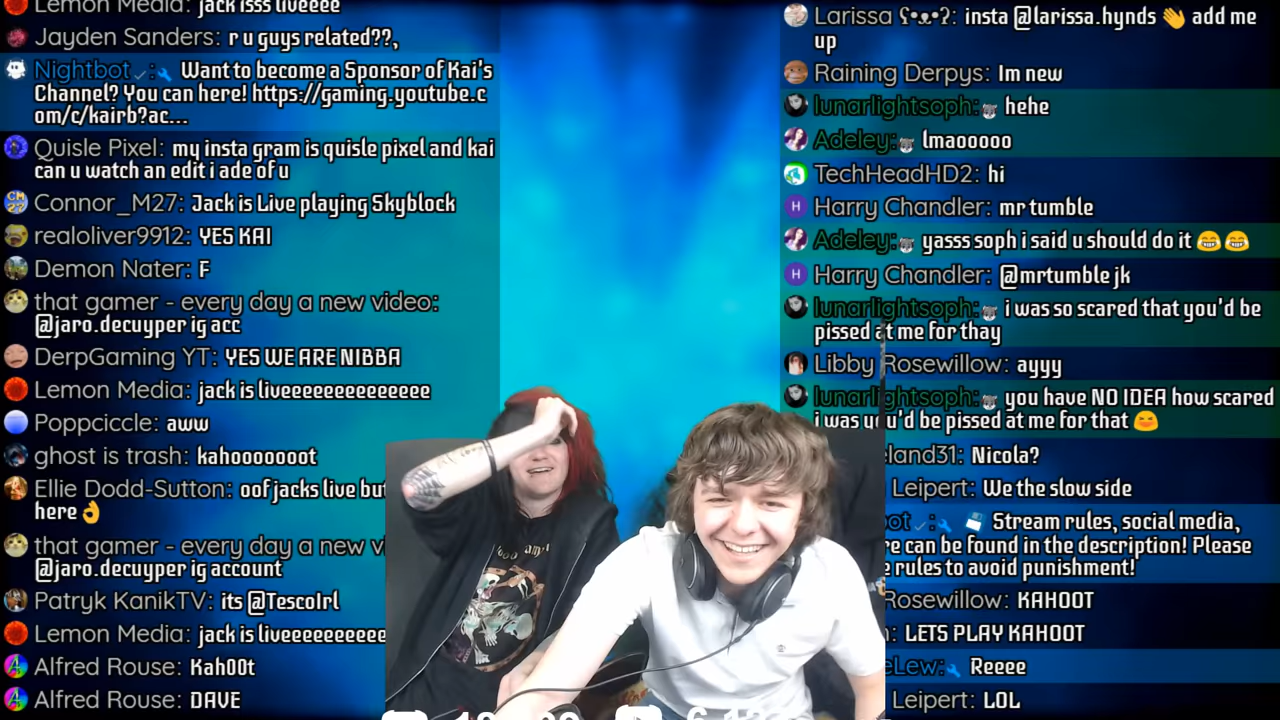 Lemon Media: jack isss liveeee
Jayden Sanders: r u guys related??,
Nightbot : Want to become a Sponsor of Kai's
Channel? You can here! https://gaming.youtube.c
om/c/kairb?ac...
Quisle Pixel: my insta gram is quisle pixel and kai
can u watch an edit i ade of u
Connor_M27: Jack is Live playing Skyblock
realoliver9912: YES KAI
Demon Nater: F
that gamer - every day a new video:
@jaro.decuyper ig acc
DerpGaming YT: YES WE ARE NIBBA
Lemon Media: jack is liveeeeeeeeeeeeeee
Poppciccle: aww
ghost is trash: kahooooooot
Ellie Dodd-Sutton: oof jacks live but
here 👌
that gamer - every day a new vi
@jaro.decuyper ig account
Patryk KanikTV: its @TescoIrl
Lemon Media: jack is liveeeeeeeeee
Alfred Rouse: Kah00t
Alfred Rouse: DAVE
Larissa ʕ•ᴥ•ʔ: insta @larissa.hynds 👋 add me
up
Raining Derpys: Im new
lunarlightsoph: hehe
Adeley: lmaooooo
TechHeadHD2: hi
Harry Chandler: mr tumble
Adeley: yasss soph i said u should do it 😂😂
Harry Chandler: @mrtumble jk
lunarlightsoph: i was so scared that you'd be
pissed at me for thay
Libby Rosewillow: ayyy
lunarlightsoph: you have NO IDEA how scared
i was you'd be pissed at me for that 😆
eland31: Nicola?
Leipert: We the slow side
bot : 💾 Stream rules, social media,
re can be found in the description! Please
e rules to avoid punishment!
Rosewillow: KAHOOT
: LETS PLAY KAHOOT
eLew: Reeee
Leipert: LOL